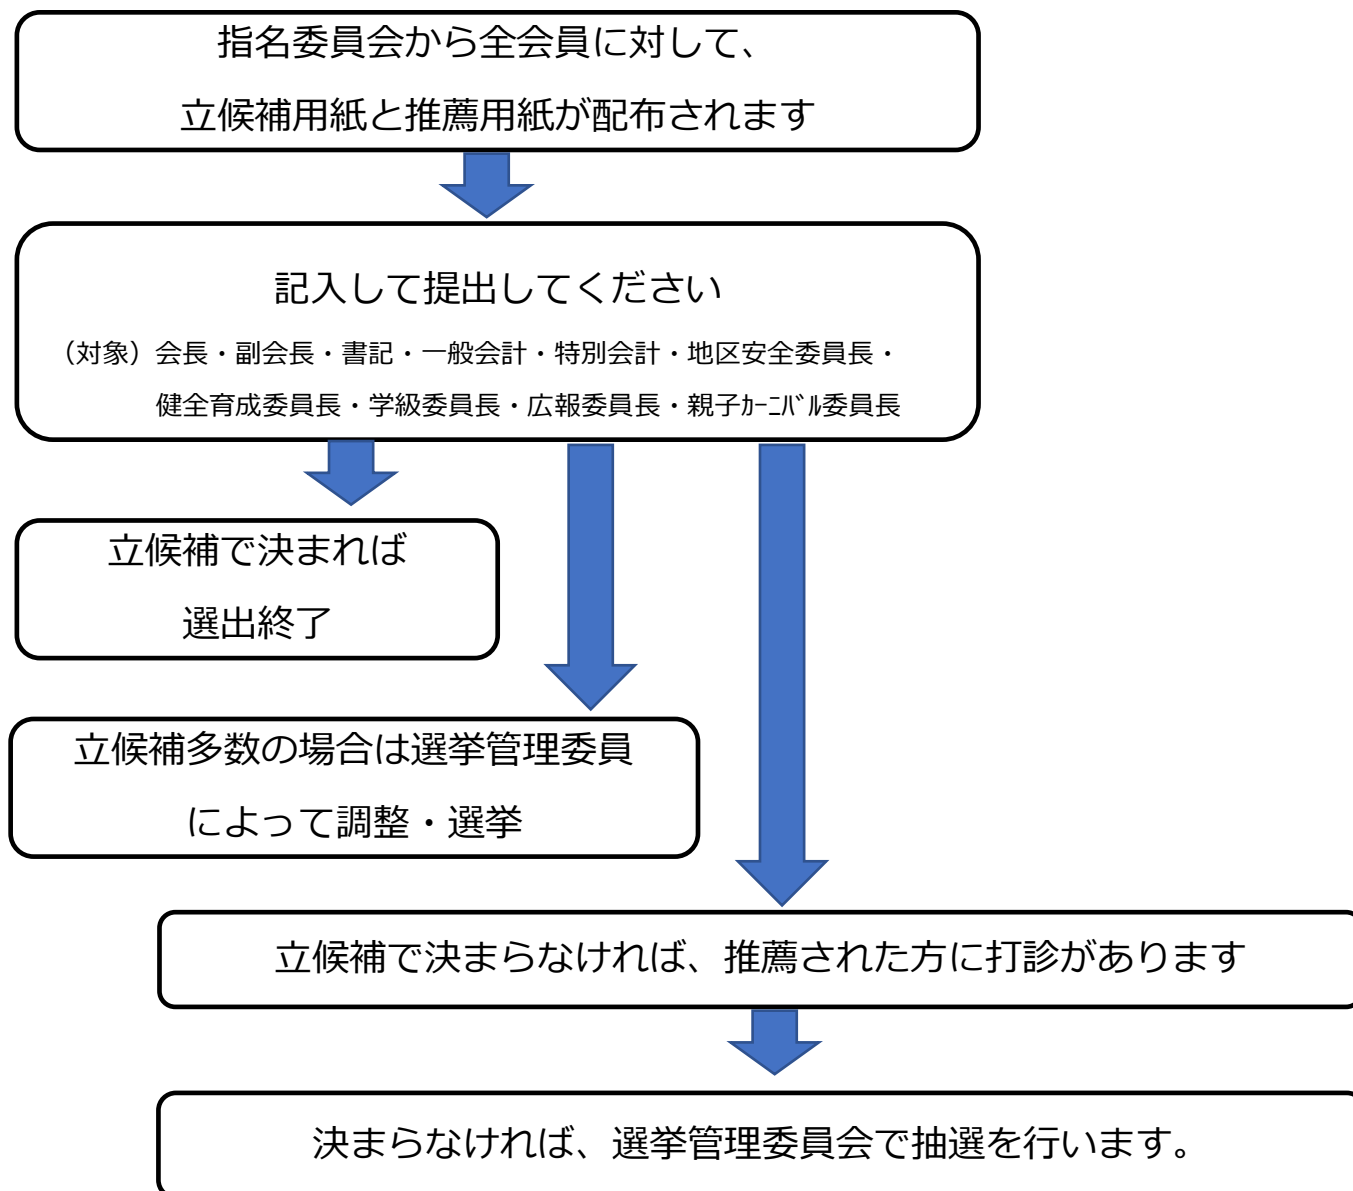 指名委員会から全会員に対して、
立候補用紙と推薦用紙が配布されます
記入して提出してください
（対象）会長・副会長・書記・一般会計・特別会計・地区安全委員長・
健全育成委員長・学級委員長・広報委員長・親子ｶｰﾆﾊﾞﾙ委員長
立候補で決まれば
選出終了
立候補多数の場合は選挙管理委員
によって調整・選挙
立候補で決まらなければ、推薦された方に打診があります
決まらなければ、選挙管理委員会で抽選を行います。